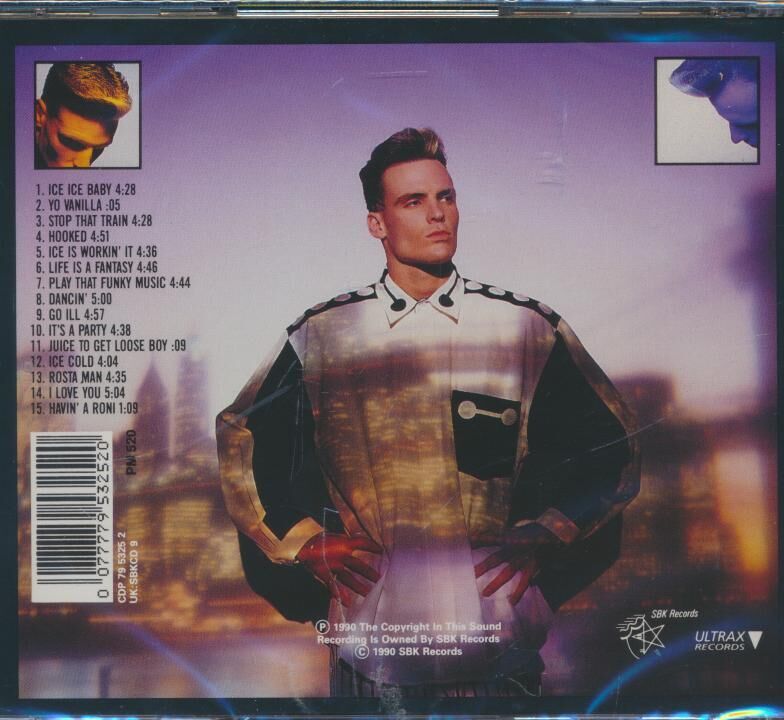 1. ICE ICE BABY 4:28
2. YO VANILLA :05
3. STOP THAT TRAIN 4:28
4. HOOKED 4:51
5. ICE IS WORKIN' IT 4:36
6. LIFE IS A FANTASY 4:46
7. PLAY THAT FUNKY MUSIC 4:44
8. DANCIN' 5:00
9. GO ILL 4:57
10. IT'S A PARTY 4:38
11. JUICE TO GET LOOSE BOY :09
12. ICE COLD 4:04
13. ROSTA MAN 4:35
14. I LOVE YOU 5:04
15. HAVIN' A RONI 1:09
PM 520
0 077779 532520
CDP 79 5325 2
UK:SBKCD 9
Ⓟ 1990 The Copyright In This Sound
Recording Is Owned By SBK Records
© 1990 SBK Records
SBK Records
ULTRAX
RECORDS